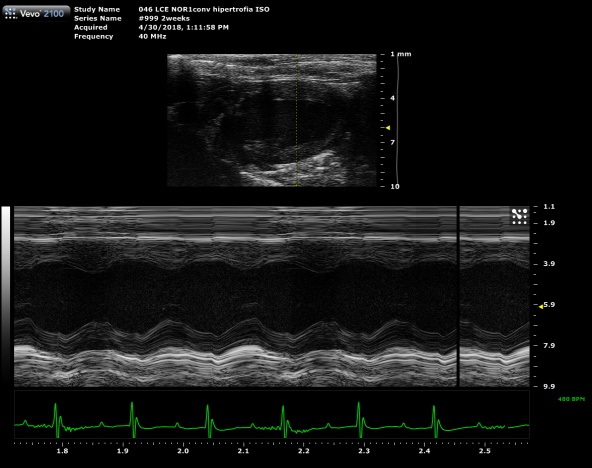 Vevo 2100
Study Name 046 LCE NOR1conv hipertrofia ISO
Series Name #999 2weeks
Acquired 4/30/2018, 1:11:58 PM
Frequency 40 MHz
1 mm
4
7
10
1.1
1.9
3.9
5.9
7.9
9.9
480 BPM
1.8 1.9 2.0 2.1 2.2 2.3 2.4 2.5